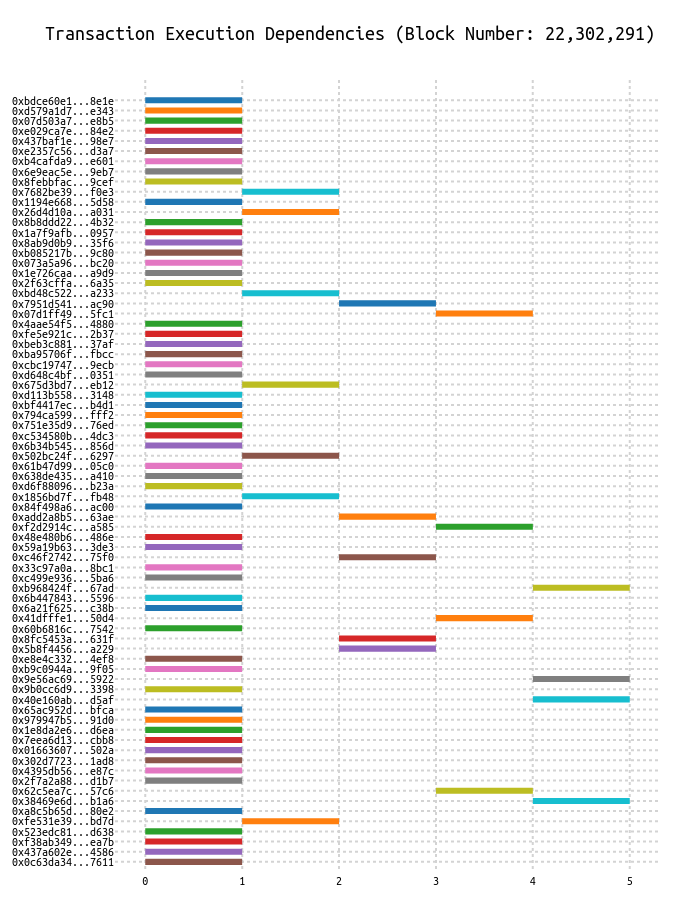 Transaction Execution Dependencies (Block Number: 22,302,291)
0xbdce60e1...8e1e
0xd579a1d7...e343
0x07d503a7...e8b5
0xe029ca7e...84e2
0x437baf1e...98e7
0xe2357c56...d3a7
0xb4cafda9...e601
0x6e9eac5e...9eb7
0x8febbfac...9cef
0x7682be39...f0e3
0x1194e668...5d58
0x26d4d10a...a031
0x8b8ddd22...4b32
0x1a7f9afb...0957
0x8ab9d0b9...35f6
0xb085217b...9c80
0x073a5a96...bc20
0x1e726caa...a9d9
0x2f63cffa...6a35
0xbd48c522...a233
0x7951d541...ac90
0x07d1ff49...5fc1
0x4aae54f5...4880
0xfe5e921c...2b37
0xbeb3c881...37af
0xba95706f...fbcc
0xcbc19747...9ecb
0xd648c4bf...0351
0x675d3bd7...eb12
0xd113b558...3148
0xbf4417ec...b4d1
0x794ca599...fff2
0x751e35d9...76ed
0xc534580b...4dc3
0x6b34b545...856d
0x502bc24f...6297
0x61b47d99...05c0
0x638de435...a410
0xd6f88096...b23a
0x1856bd7f...fb48
0x84f498a6...ac00
0xadd2a8b5...63ae
0xf2d2914c...a585
0x48e480b6...486e
0x59a19b63...3de3
0xc46f2742...75f0
0x33c97a0a...8bc1
0xc499e936...5ba6
0xb968424f...67ad
0x6b447843...5596
0x6a21f625...c38b
0x41dfffe1...50d4
0x60b6816c...7542
0x8fc5453a...631f
0x5b8f4456...a229
0xe8e4c332...4ef8
0xb9c0944a...9f05
0x9e56ac69...5922
0x9b0cc6d9...3398
0x40e160ab...d5af
0x65ac952d...bfca
0x979947b5...91d0
0x1e8da2e6...d6ea
0x7eea6d13...cbb8
0x01663607...502a
0x302d7723...1ad8
0x4395db56...e87c
0x2f7a2a88...d1b7
0x62c5ea7c...57c6
0x38469e6d...b1a6
0xa8c5b65d...80e2
0xfe531e39...bd7d
0x523edc81...d638
0xf38ab349...ea7b
0x437a602e...4586
0x0c63da34...7611
0 1 2 3 4 5